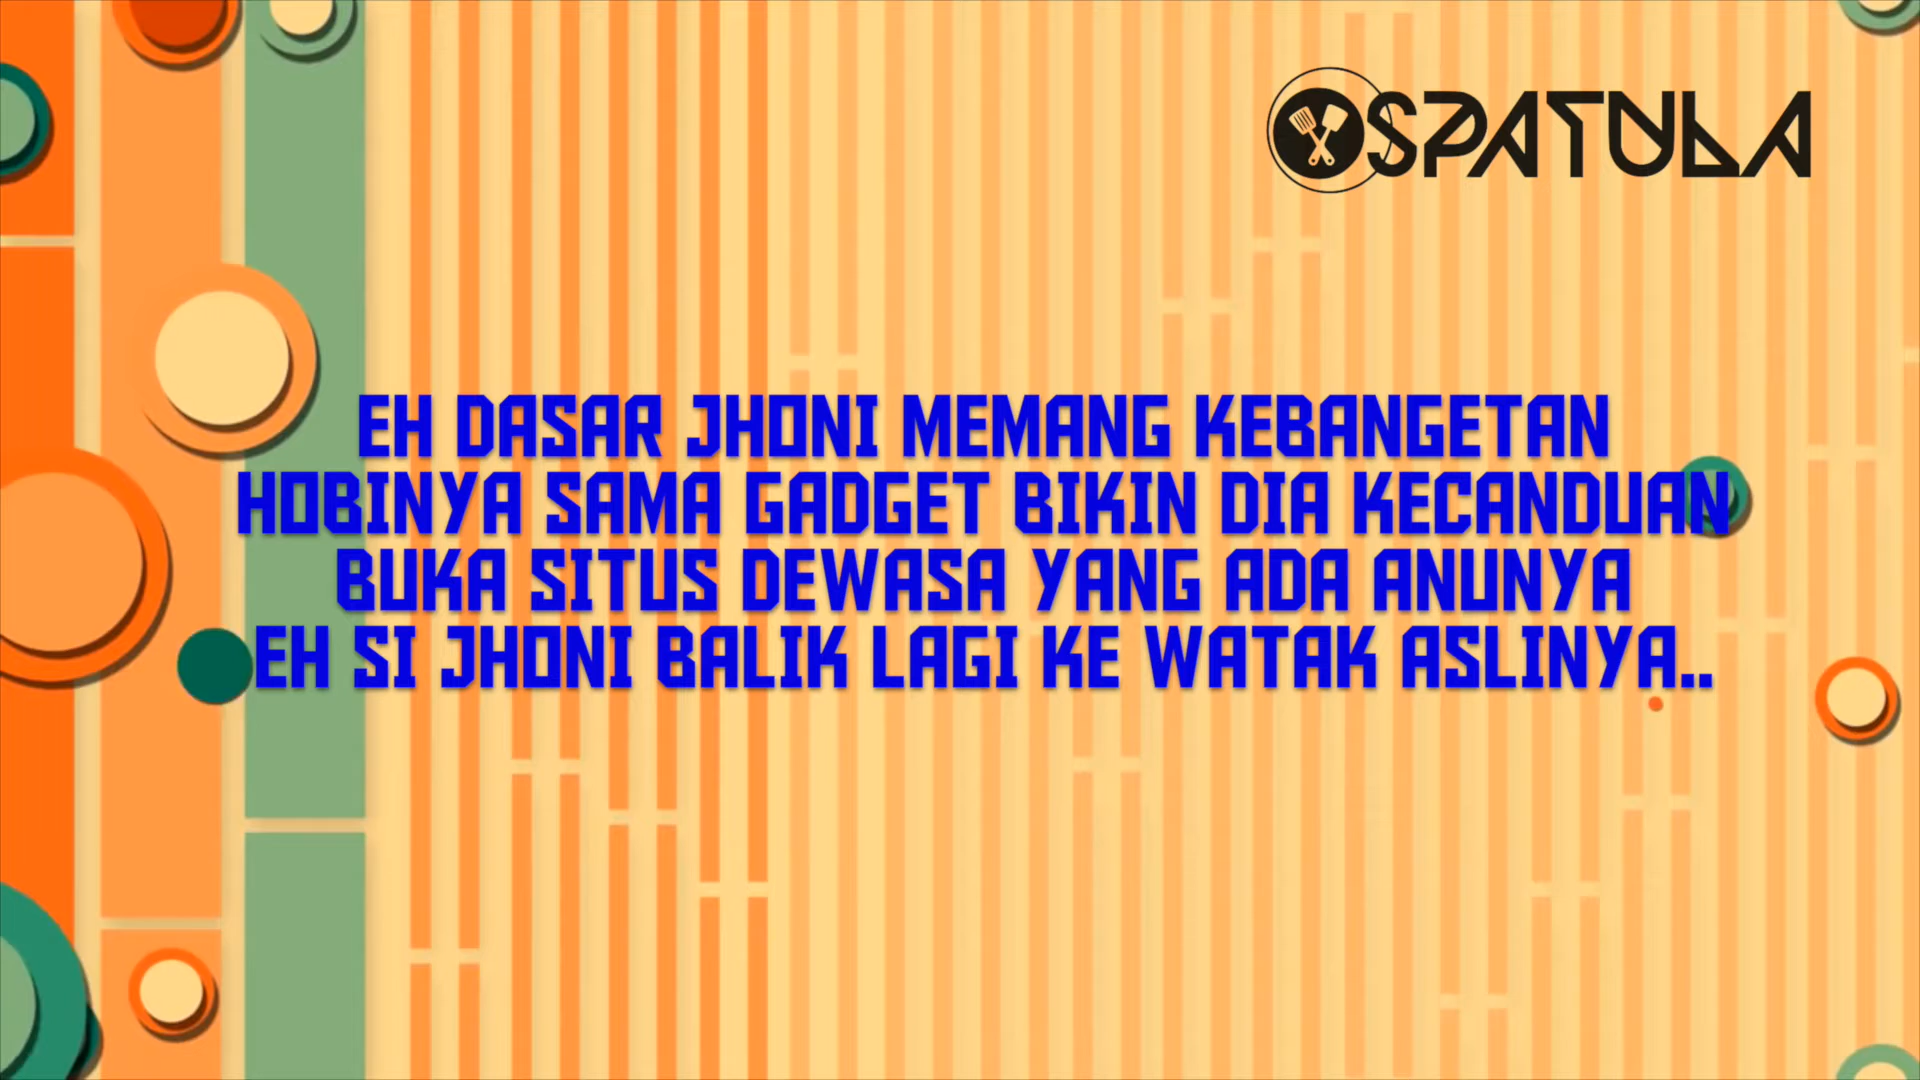 SPATULA
EH DASAR JHONI MEMANG KEBANGETAN
HOBINYA SAMA GADGET BIKIN DIA KECANDUAN
BUKA SITUS DEWASA YANG ADA ANUNYA
EH SI JHONI BALIK LAGI KE WATAK ASLINYA..